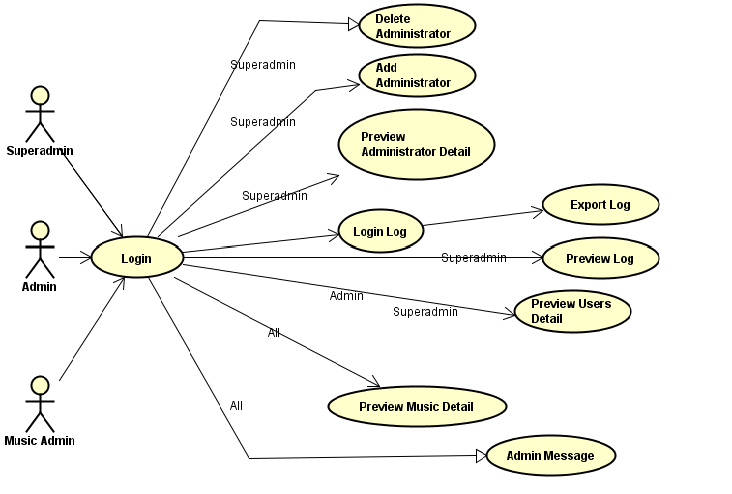 Delete
Administrator
Superadmin
Add
Administrator
Superadmin
Superadmin
Preview
Administrator Detail
Superadmin
Export Log
Login Log
Admin
Login
Superadmin
Preview Log
Admin
Superadmin
Preview Users
Detail
All
Music Admin
All
Preview Music Detail
Admin Message